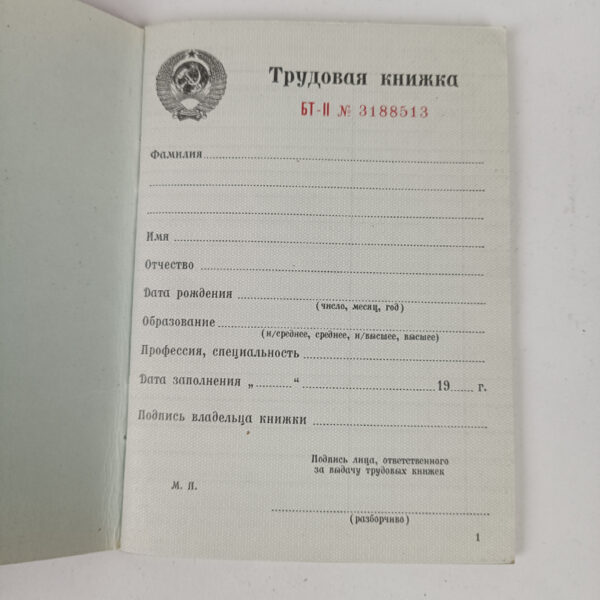 Трудовая книжка
БТ-II № 3188513
Фамилия
Имя
Отчество
Дата рождения
(число, месяц, год)
Образование
(н/среднее, среднее, н/высшее, высшее)
Профессия, специальность
Дата заполнения „ “ 19 г.
Подпись владельца книжки
Подпись лица, ответственного
за выдачу трудовых книжек
М. П.
(разборчиво)
1